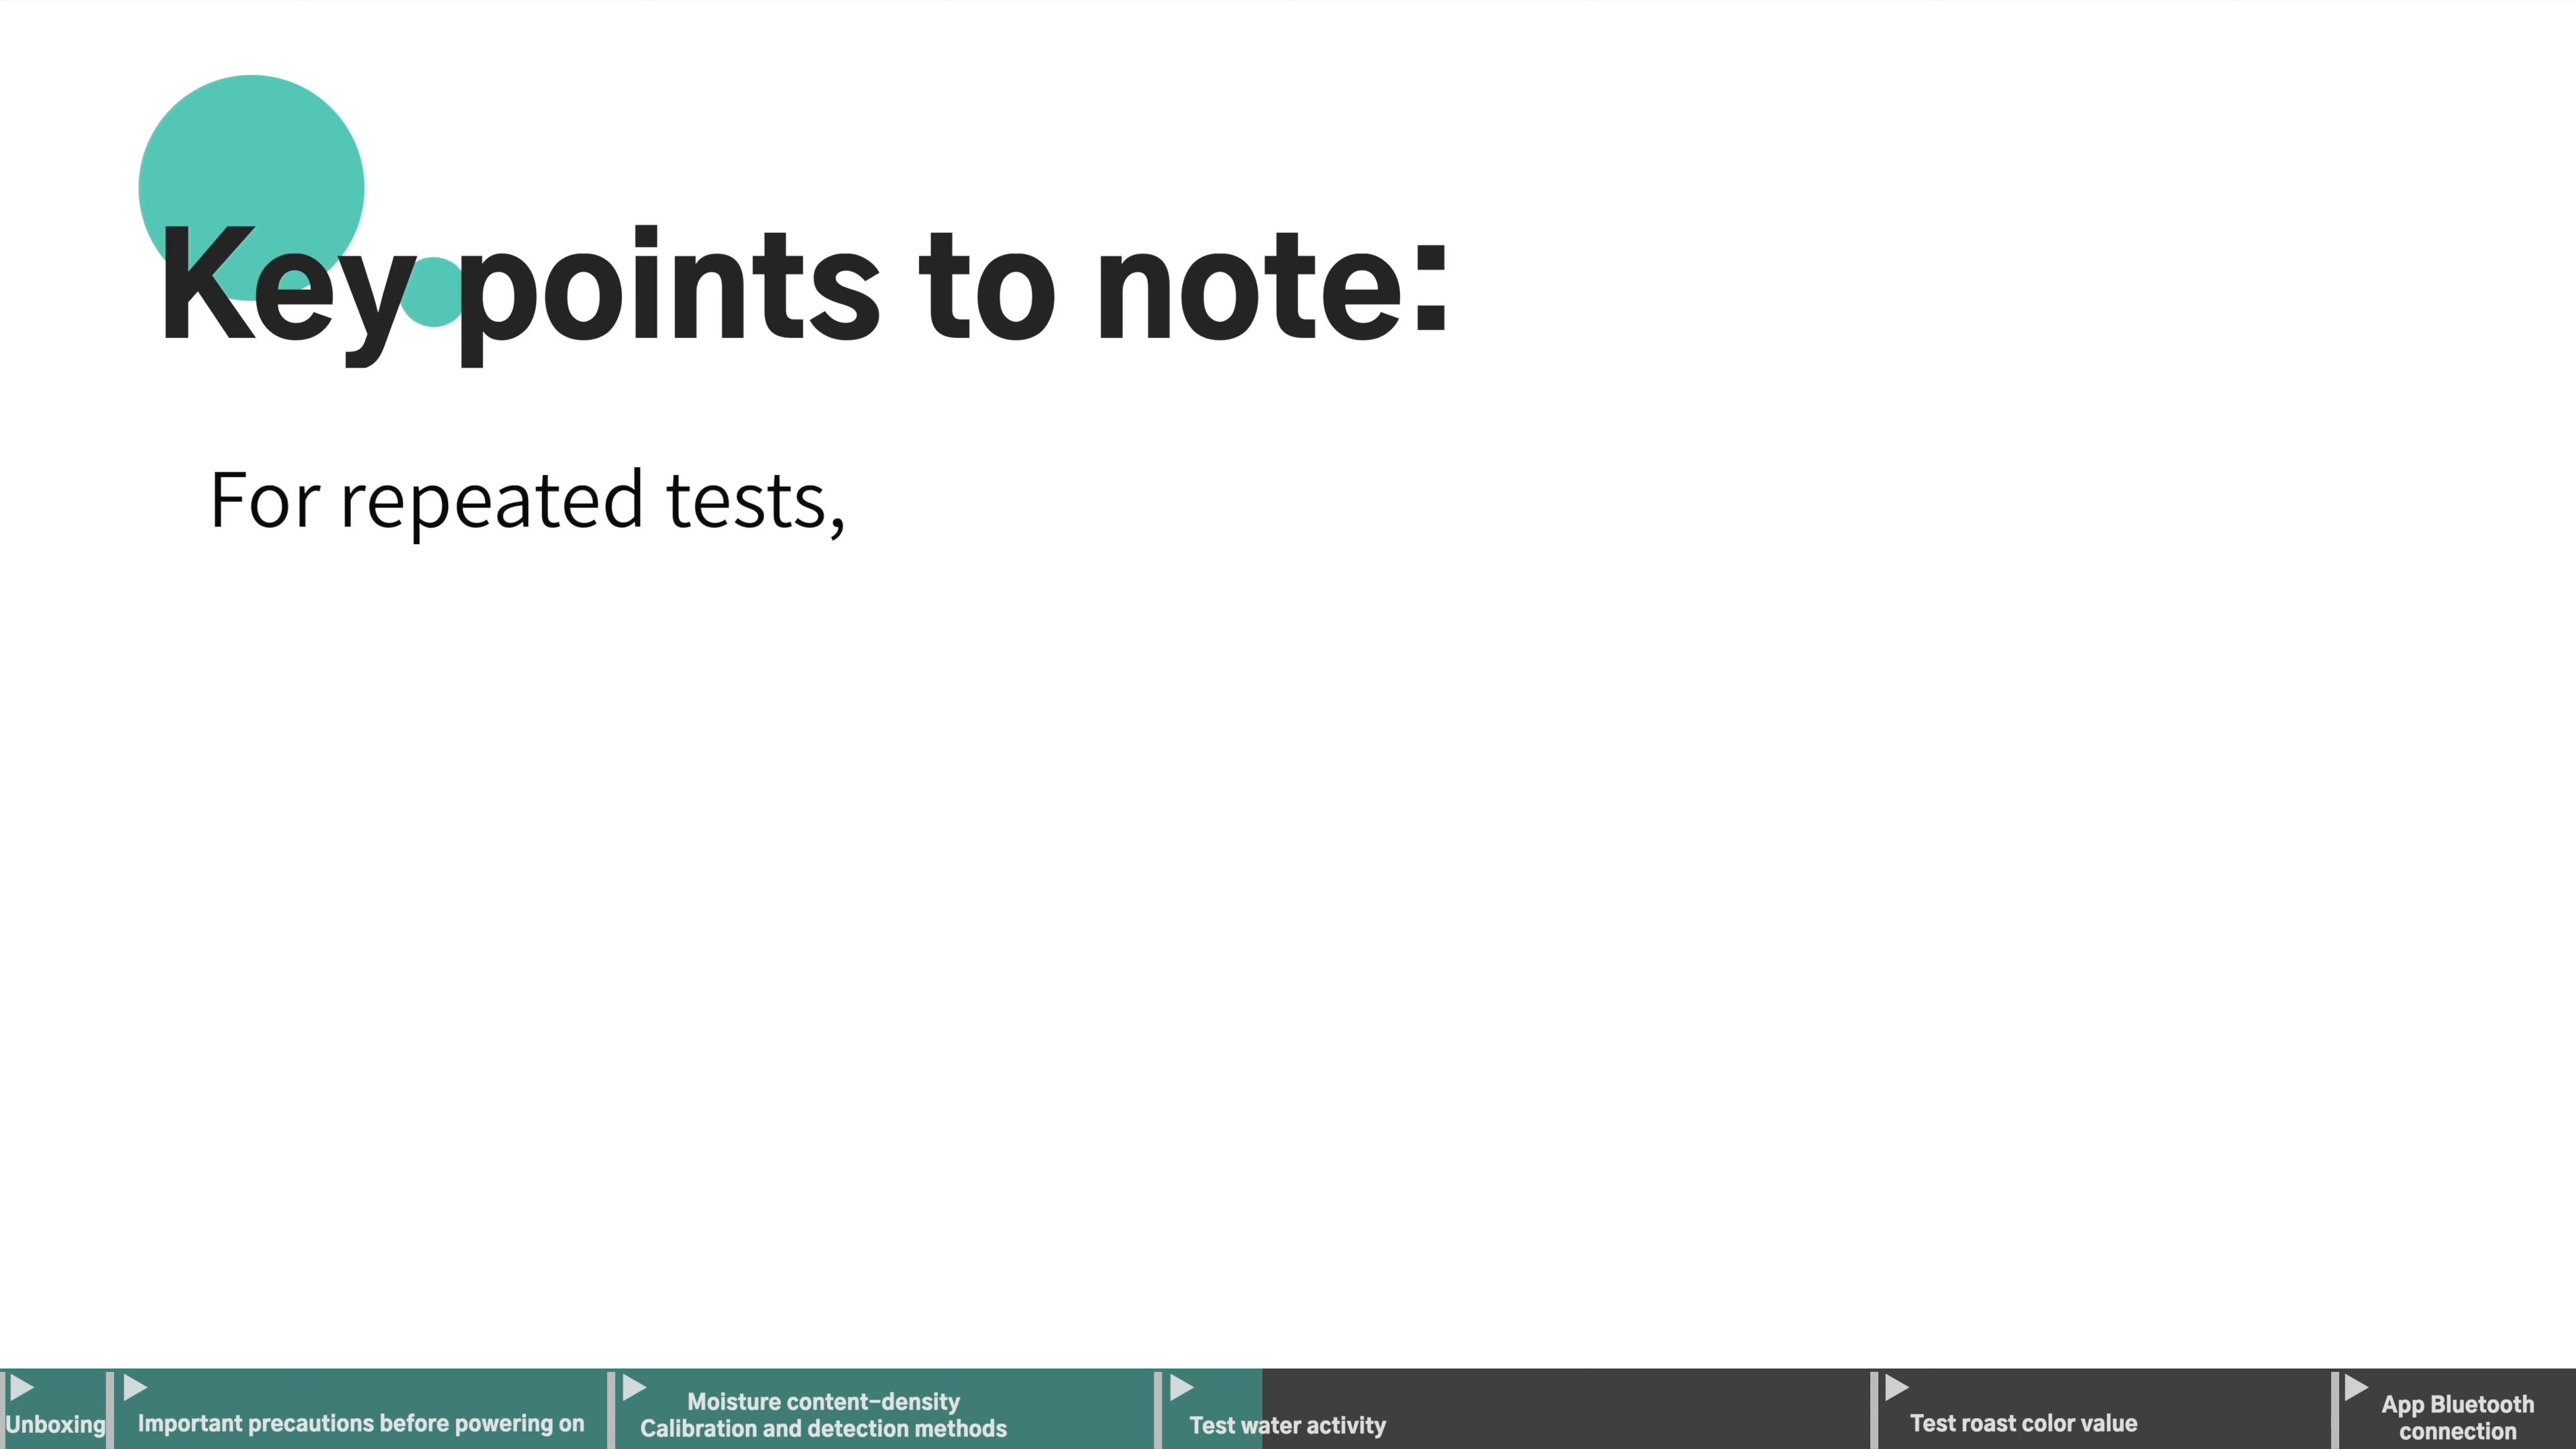 Key points to note:
For repeated tests,
Unboxing
Important precautions before powering on
Moisture content-density
Calibration and detection methods
Test water activity
Test roast color value
App Bluetooth
connection